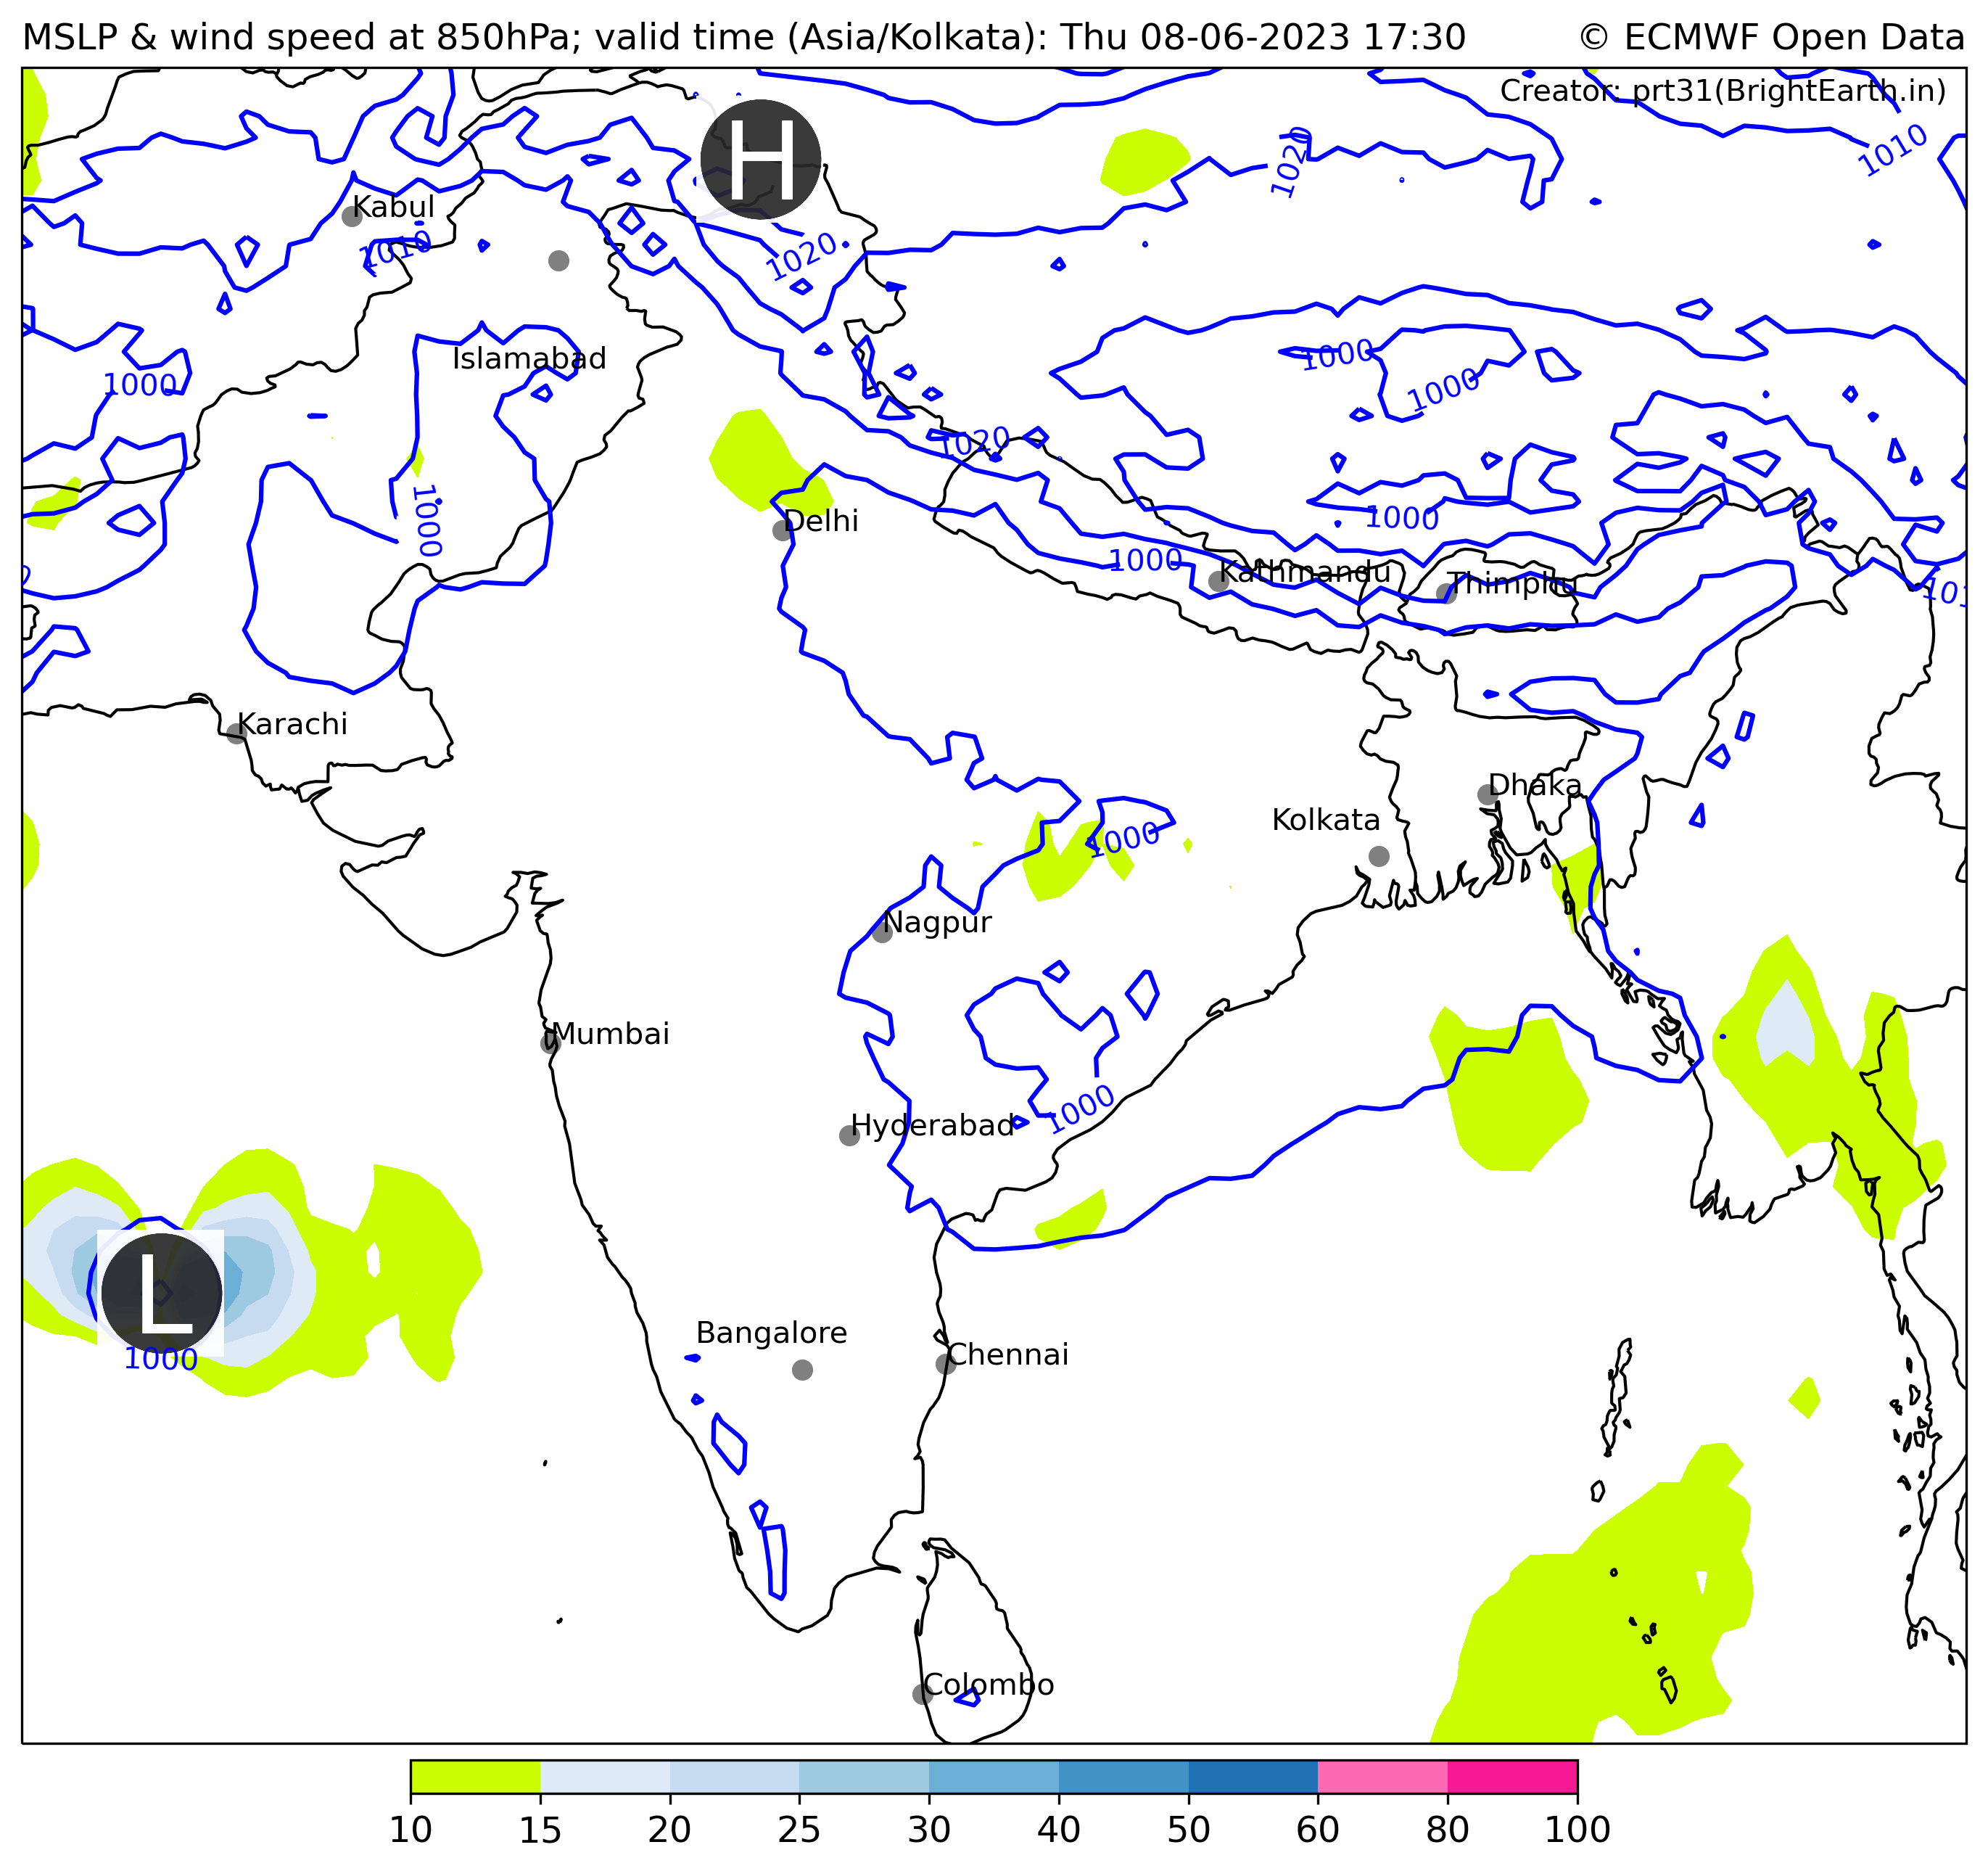 MSLP & wind speed at 850hPa; valid time (Asia/Kolkata): Thu 08-06-2023 17:30
© ECMWF Open Data
Creator: prt31(BrightEarth.in)
H
1020
1010
Kabul
1010
1020
Islamabad
1000
1000
1000
1020
1000
1000
Delhi
1000
Kathmandu
Thimphu
Karachi
Dhaka
Kolkata
1000
Nagpur
Mumbai
1000
Hyderabad
L
1000
Bangalore
Chennai
Colombo
10 15 20 25 30 40 50 60 80 100